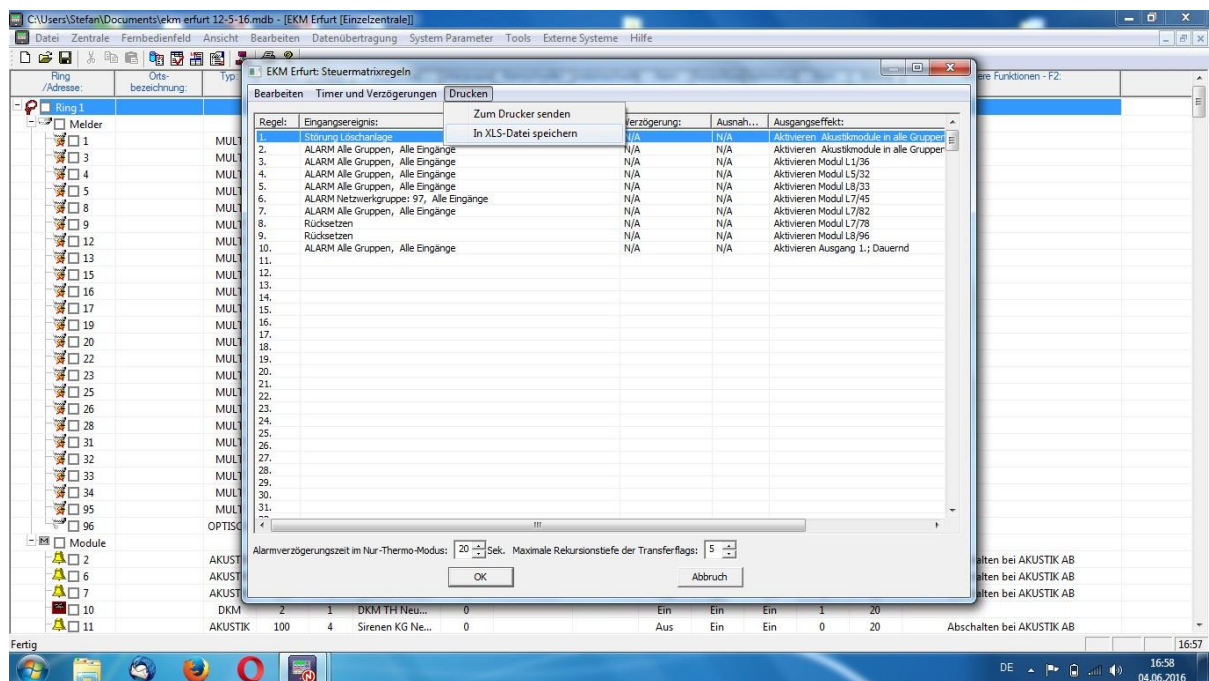 C:\Users\Stefan\Documents\ekm erfurt 12-5-16.mdb - [EKM Erfurt [Einzelzentrale]]
Datei Zentrale Fernbedienfeld Ansicht Bearbeiten Datenübertragung System Parameter Tools Externe Systeme Hilfe
Ring /Adresse: Orts-bezeichnung: Typ: ere Funktionen - F2:
EKM Erfurt: Steuermatrixregeln
Bearbeiten Timer und Verzögerungen Drucken
Zum Drucker senden
In XLS-Datei speichern
Regel: Eingangsereignis: Verzögerung: Ausnah... Ausgangseffekt:
1. Störung Löschanlage N/A N/A Aktivieren Akustikmodule in alle Gruppen
2. ALARM Alle Gruppen, Alle Eingänge N/A N/A Aktivieren Akustikmodule in alle Gruppen
3. ALARM Alle Gruppen, Alle Eingänge N/A N/A Aktivieren Modul L1/36
4. ALARM Alle Gruppen, Alle Eingänge N/A N/A Aktivieren Modul L5/32
5. ALARM Alle Gruppen, Alle Eingänge N/A N/A Aktivieren Modul L8/33
6. ALARM Netzwerkgruppe: 97, Alle Eingänge N/A N/A Aktivieren Modul L7/45
7. ALARM Alle Gruppen, Alle Eingänge N/A N/A Aktivieren Modul L7/82
8. Rücksetzen N/A N/A Aktivieren Modul L7/78
9. Rücksetzen N/A N/A Aktivieren Modul L8/96
10. ALARM Alle Gruppen, Alle Eingänge N/A N/A Aktivieren Ausgang 1.; Dauernd
11.
12.
13.
14.
15.
16.
17.
18.
19.
20.
21.
22.
23.
24.
25.
26.
27.
28.
29.
30.
31.
Alarmverzögerungszeit im Nur-Thermo-Modus: 20 Sek. Maximale Rekursionstiefe der Transferflags: 5
OK Abbruch
Ring 1
Melder
1 MULT
3 MULT
4 MULT
5 MULT
8 MULT
9 MULT
12 MULT
13 MULT
15 MULT
16 MULT
17 MULT
19 MULT
20 MULT
22 MULT
23 MULT
25 MULT
26 MULT
28 MULT
31 MULT
32 MULT
33 MULT
34 MULT
95 MULT
96 OPTISC
Module
2 AKUST alten bei AKUSTIK AB
6 AKUST alten bei AKUSTIK AB
7 AKUST alten bei AKUSTIK AB
10 DKM 2 1 DKM TH Neu... 0 Ein Ein Ein 1 20
11 AKUSTIK 100 4 Sirenen KG Ne... 0 Aus Ein Ein 0 20 Abschalten bei AKUSTIK AB
Fertig 16:57
DE 16:58
04.06.2016